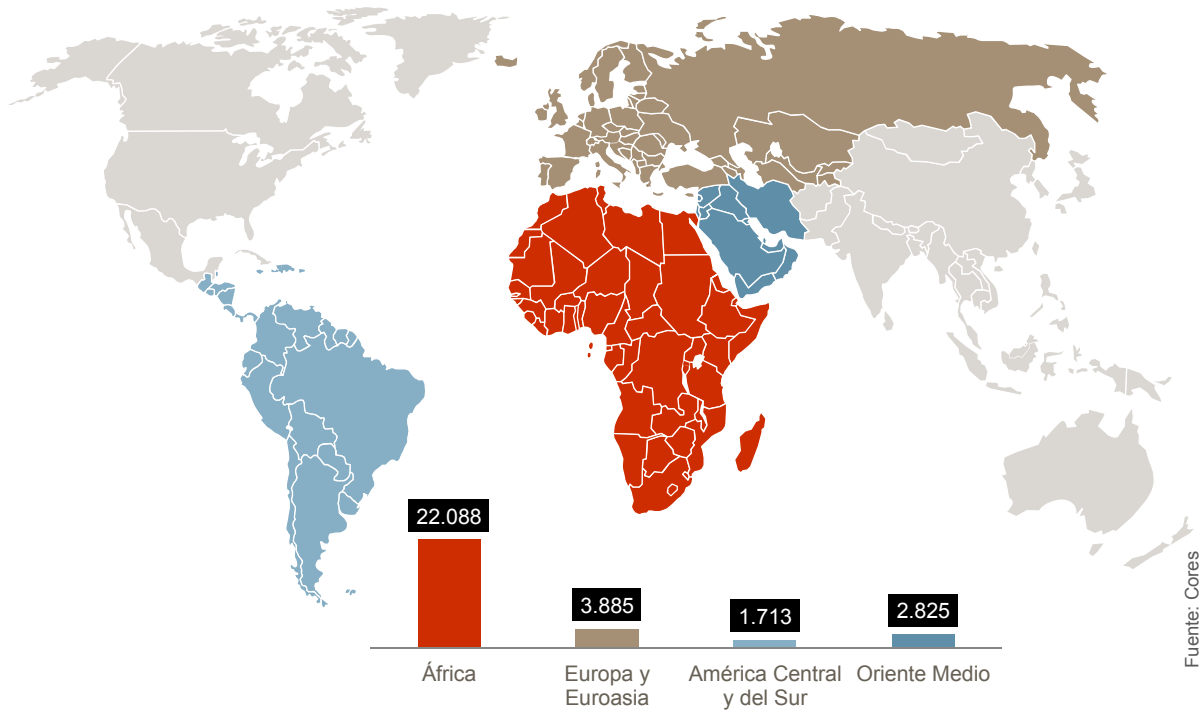 22.088
3.885
1.713
2.825
África
Europa y
Euroasia
América Central
y del Sur
Oriente Medio
Fuente: Cores